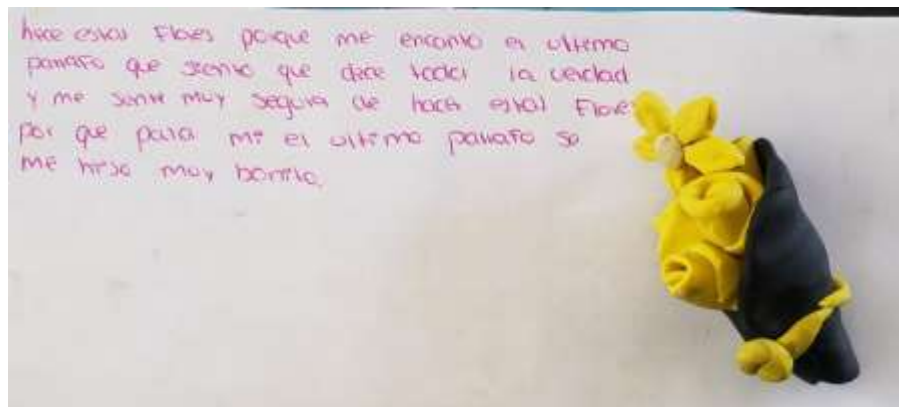 hice estas Flores porque me encanto el ultimo
parrafo que siento que dice toda la verdad
y me senti muy segura de hacer estas Flores
por que para mi el ultimo parrafo se
me hiso muy bonito.